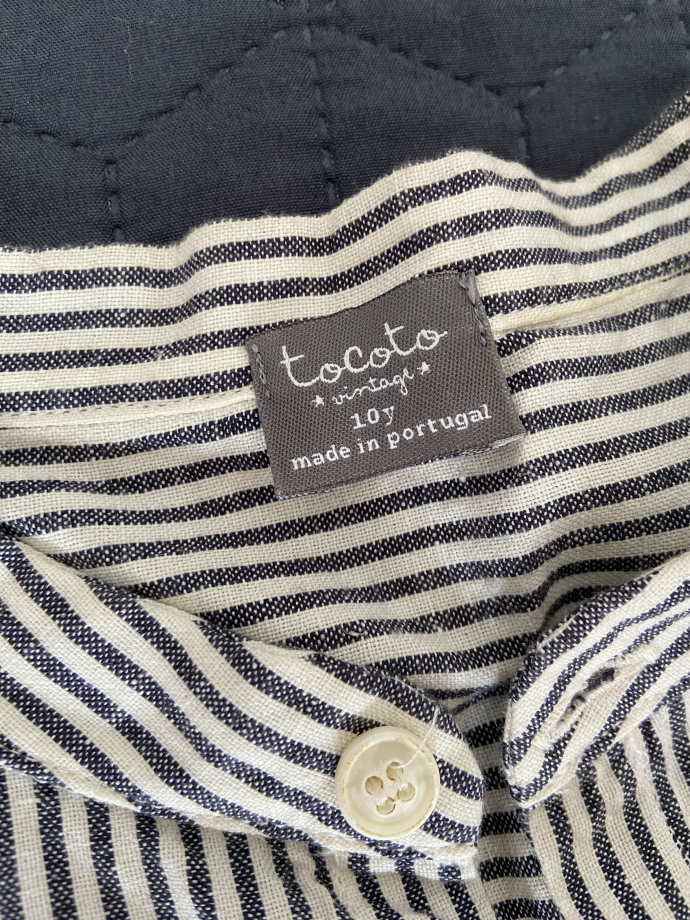 tocoto
★ vintage ★
10y
made in portugal